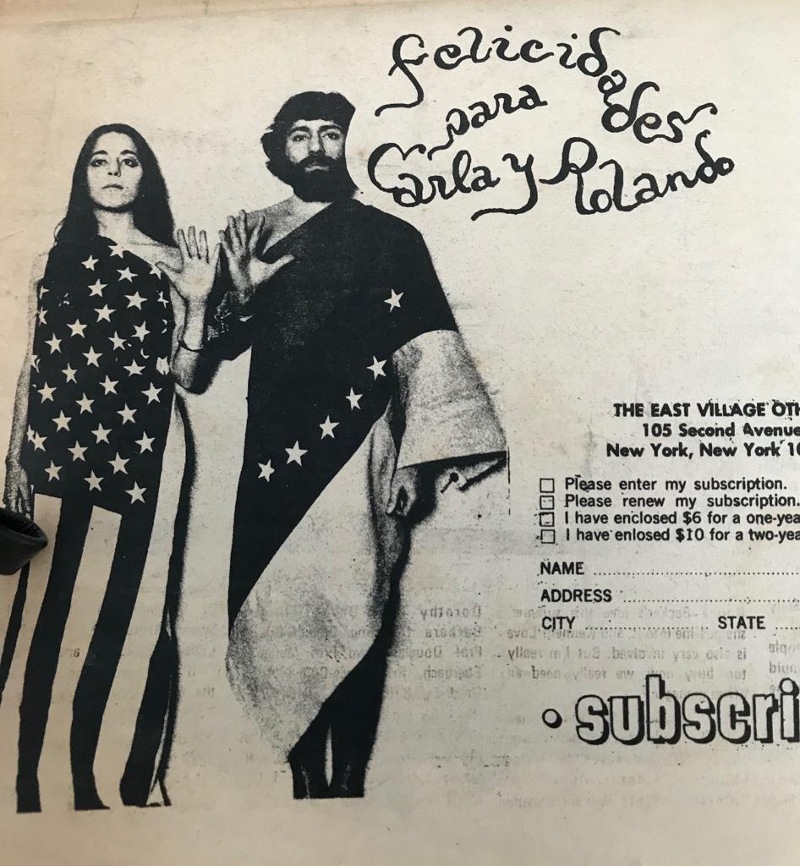 felicidades
para
Carla y Rolando
THE EAST VILLAGE OTH
105 Second Avenue
New York, New York 10
Please enter my subscription.
Please renew my subscription.
I have enclosed $6 for a one-yea
I have enlosed $10 for a two-yea
NAME
ADDRESS
CITY STATE
• subscri